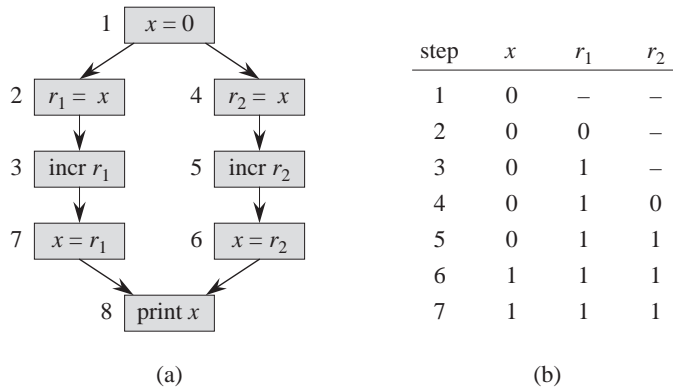 1 x = 0
2 r1 = x 4 r2 = x
3 incr r1 5 incr r2
7 x = r1 6 x = r2
8 print x
(a)
step x r1 r2
1 0 – –
2 0 0 –
3 0 1 –
4 0 1 0
5 0 1 1
6 1 1 1
7 1 1 1
(b)